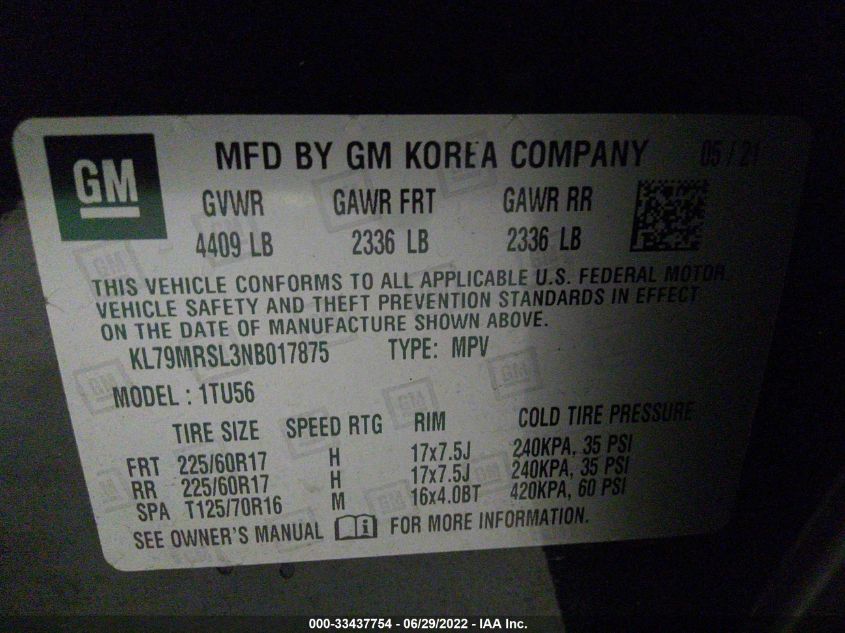 GM
MFD BY GM KOREA COMPANY 05/21
GVWR GAWR FRT GAWR RR
4409 LB 2336 LB 2336 LB
THIS VEHICLE CONFORMS TO ALL APPLICABLE U.S. FEDERAL MOTOR
VEHICLE SAFETY AND THEFT PREVENTION STANDARDS IN EFFECT
ON THE DATE OF MANUFACTURE SHOWN ABOVE.
KL79MRSL3NB017875 TYPE: MPV
MODEL : 1TU56
TIRE SIZE SPEED RTG RIM COLD TIRE PRESSURE
FRT 225/60R17 H 17x7.5J 240KPA, 35 PSI
RR 225/60R17 H 17x7.5J 240KPA, 35 PSI
SPA T125/70R16 M 16x4.0BT 420KPA, 60 PSI
SEE OWNER'S MANUAL FOR MORE INFORMATION.
000-33437754 - 06/29/2022 - IAA Inc.